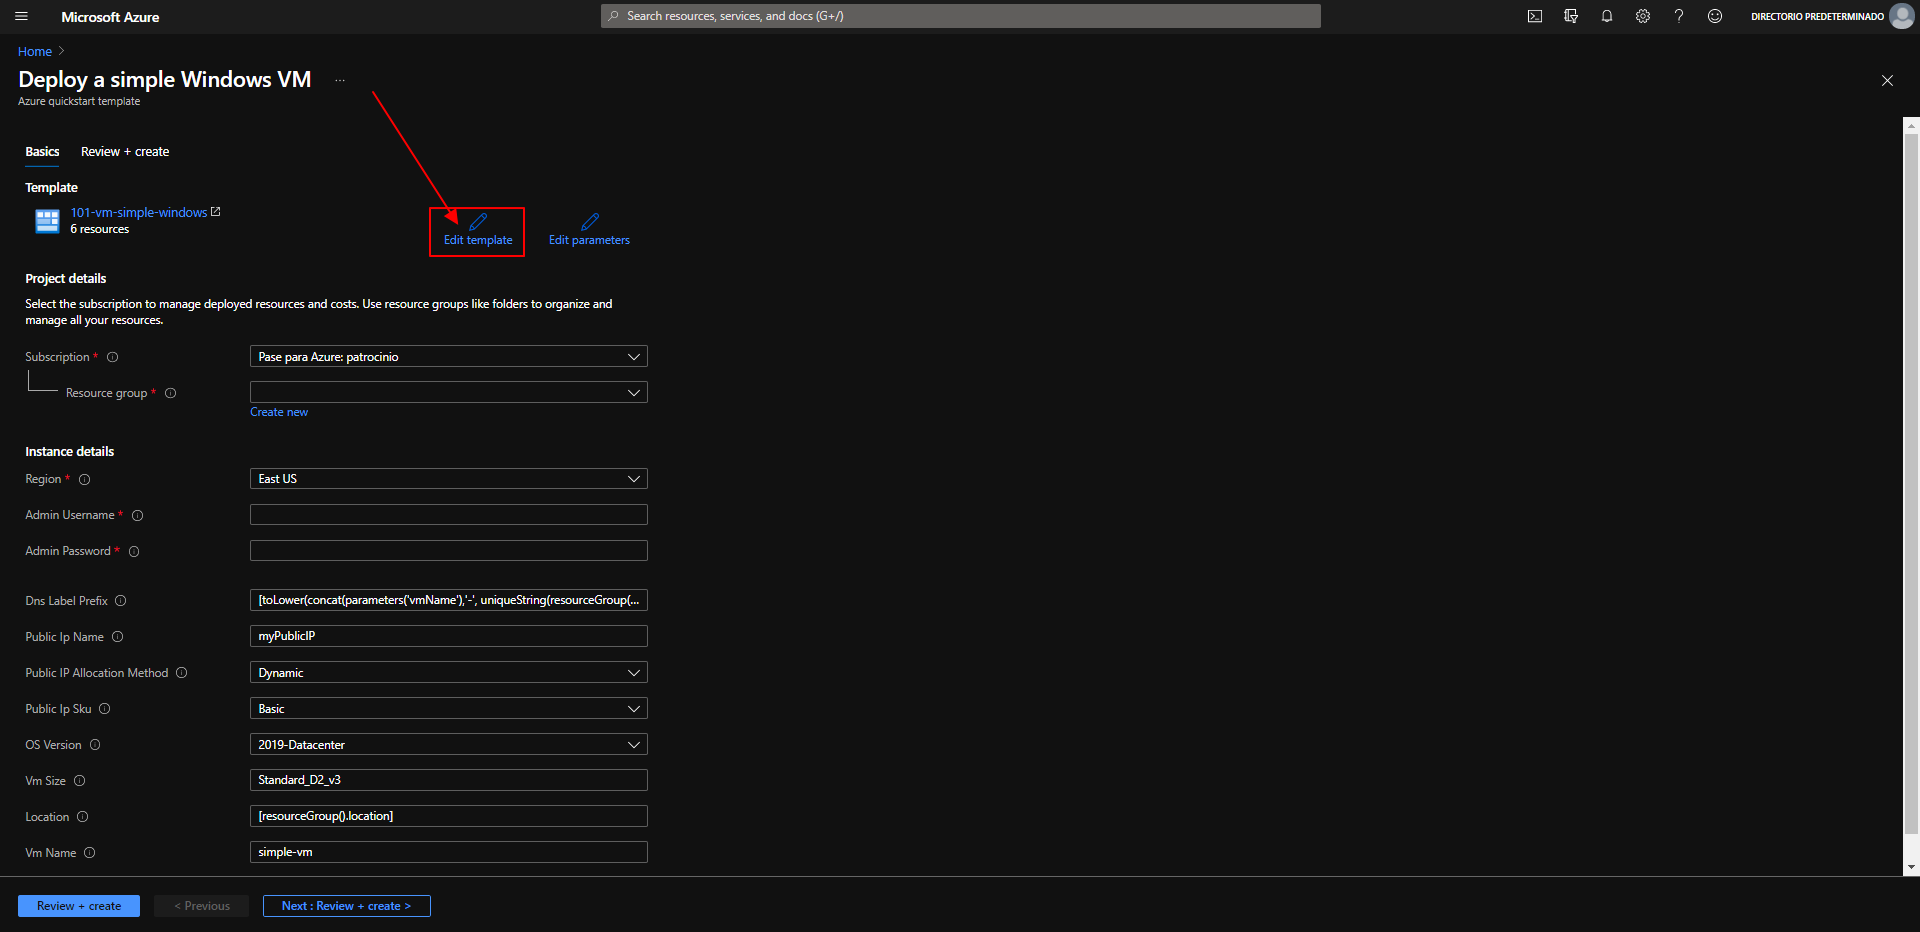 Microsoft Azure
Search resources, services, and docs (G+/)
DIRECTORIO PREDETERMINADO
Home
Deploy a simple Windows VM ...
Azure quickstart template
Basics
Review + create
Template
101-vm-simple-windows
6 resources
Edit template
Edit parameters
Project details
Select the subscription to manage deployed resources and costs. Use resource groups like folders to organize and
manage all your resources.
Subscription *
Pase para Azure: patrocinio
Resource group *
Create new
Instance details
Region *
East US
Admin Username *
Admin Password *
Dns Label Prefix
[toLower(concat(parameters('vmName'),'-', uniqueString(resourceGroup(...
Public Ip Name
myPublicIP
Public IP Allocation Method
Dynamic
Public Ip Sku
Basic
OS Version
2019-Datacenter
Vm Size
Standard_D2_v3
Location
[resourceGroup().location]
Vm Name
simple-vm
Review + create
< Previous
Next : Review + create >